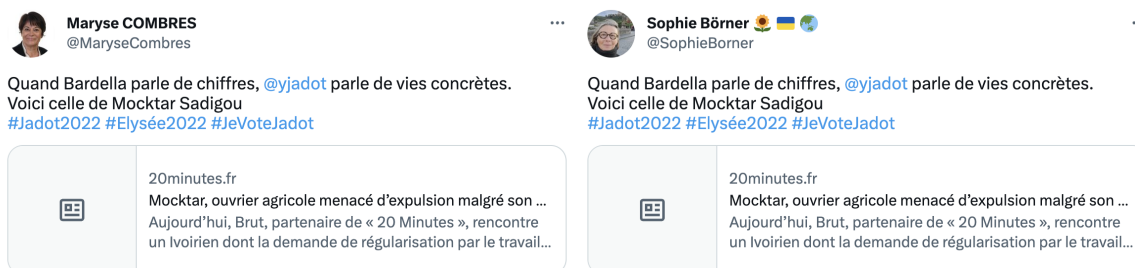 Maryse COMBRES
@MaryseCombres
Quand Bardella parle de chiffres, @yjadot parle de vies concrètes.
Voici celle de Mocktar Sadigou
#Jadot2022 #Elysée2022 #JeVoteJadot
20minutes.fr
Mocktar, ouvrier agricole menacé d’expulsion malgré son ...
Aujourd’hui, Brut, partenaire de « 20 Minutes », rencontre
un Ivoirien dont la demande de régularisation par le travail...
Sophie Börner 🌻 🇺🇦 🌏
@SophieBorner
Quand Bardella parle de chiffres, @yjadot parle de vies concrètes.
Voici celle de Mocktar Sadigou
#Jadot2022 #Elysée2022 #JeVoteJadot
20minutes.fr
Mocktar, ouvrier agricole menacé d’expulsion malgré son ...
Aujourd’hui, Brut, partenaire de « 20 Minutes », rencontre
un Ivoirien dont la demande de régularisation par le travail...